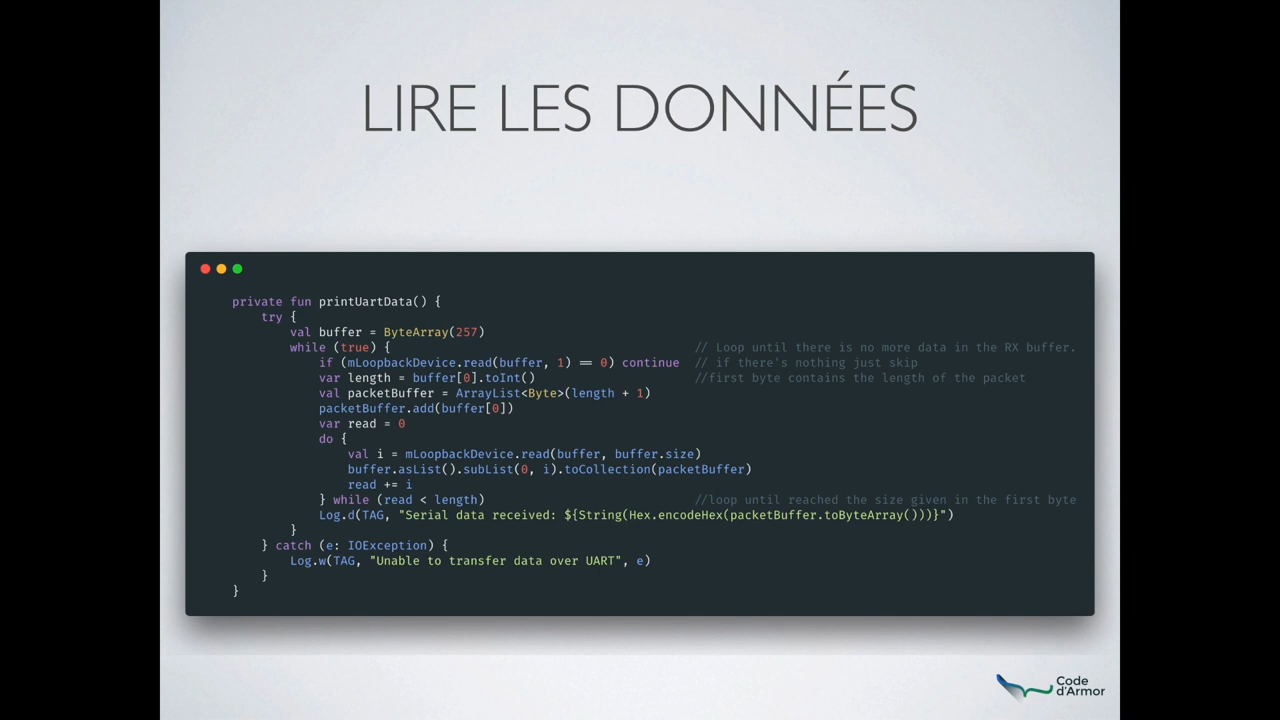 LIRE LES DONNÉES
private fun printUartData() {
try {
val buffer = ByteArray(257)
while (true) { // Loop until there is no more data in the RX buffer.
if (mLoopbackDevice.read(buffer, 1) == 0) continue // if there's nothing just skip
var length = buffer[0].toInt() //first byte contains the length of the packet
val packetBuffer = ArrayList<Byte>(length + 1)
packetBuffer.add(buffer[0])
var read = 0
do {
val i = mLoopbackDevice.read(buffer, buffer.size)
buffer.asList().subList(0, i).toCollection(packetBuffer)
read += i
} while (read < length) //loop until reached the size given in the first byte
Log.d(TAG, "Serial data received: ${String(Hex.encodeHex(packetBuffer.toByteArray()))}")
}
} catch (e: IOException) {
Log.w(TAG, "Unable to transfer data over UART", e)
}
}
Code
d'Armor